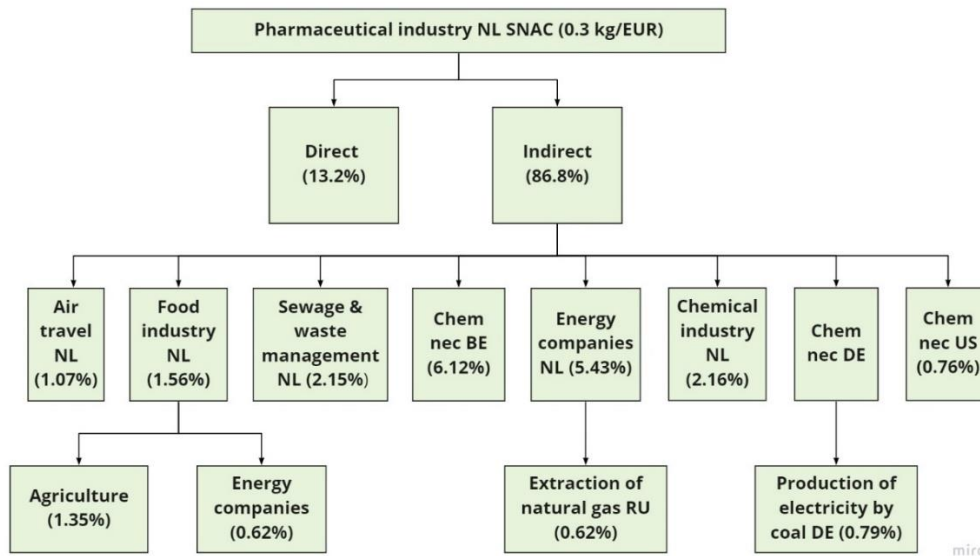 Pharmaceutical industry NL SNAC (0.3 kg/EUR)
Direct
(13.2%)
Indirect
(86.8%)
Air
travel
NL
(1.07%)
Food
industry
NL
(1.56%)
Sewage &
waste
management
NL (2.15%)
Chem
nec BE
(6.12%)
Energy
companies
NL (5.43%)
Chemical
industry
NL
(2.16%)
Chem
nec DE
Chem
nec US
(0.76%)
Agriculture
(1.35%)
Energy
companies
(0.62%)
Extraction of
natural gas RU
(0.62%)
Production of
electricity by
coal DE (0.79%)